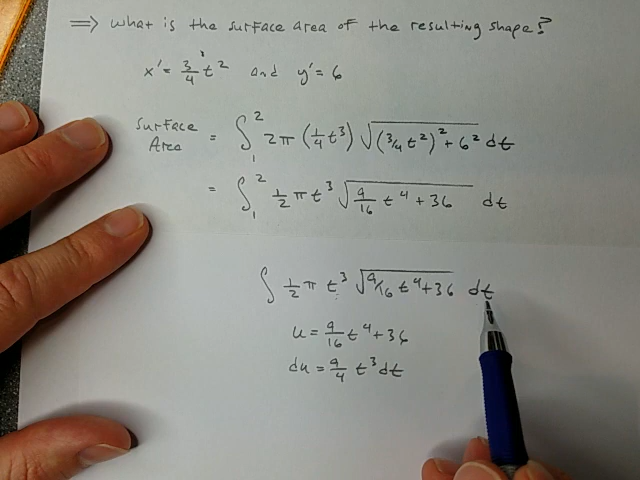 ⇒ what is the surface area of the resulting shape?
x' = 3/4 t² and y' = 6
Surface Area = ∫₁² 2π (1/4 t³) √((3/4 t²)² + 6²) dt
= ∫₁² 1/2 π t³ √(9/16 t⁴ + 36) dt
∫ 1/2 π t³ √(9/16 t⁴ + 36) dt
u = 9/16 t⁴ + 36
du = 9/4 t³ dt